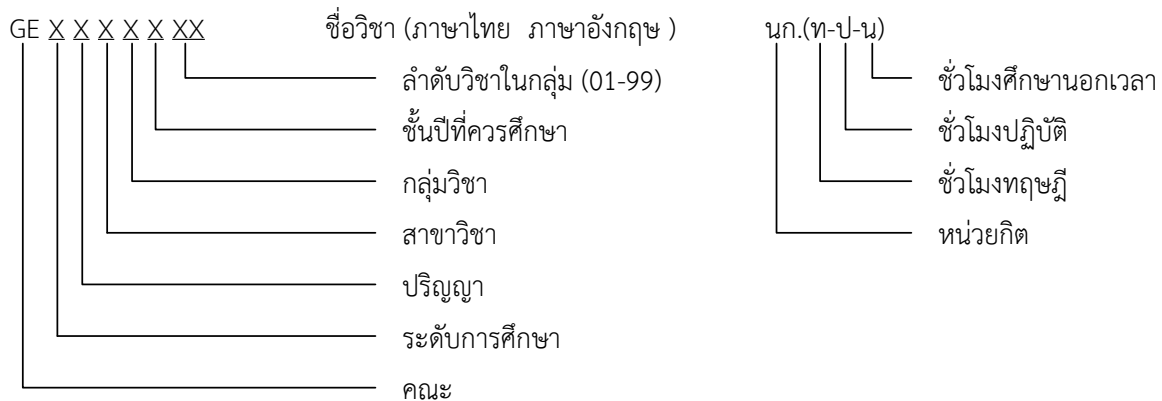 GE X X X X X XX ชื่อวิชา (ภาษาไทย ภาษาอังกฤษ ) นก.(ท-ป-น)
ลำดับวิชาในกลุ่ม (01-99) ชั่วโมงศึกษานอกเวลา
ชั้นปีที่ควรศึกษา ชั่วโมงปฏิบัติ
กลุ่มวิชา ชั่วโมงทฤษฎี
สาขาวิชา หน่วยกิต
ปริญญา
ระดับการศึกษา
คณะ